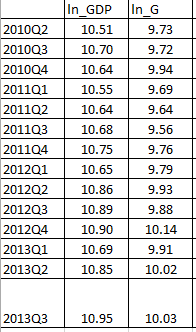 ln_GDP ln_G
2010Q2 10.51 9.73
2010Q3 10.70 9.72
2010Q4 10.64 9.94
2011Q1 10.55 9.69
2011Q2 10.64 9.64
2011Q3 10.68 9.56
2011Q4 10.75 9.76
2012Q1 10.65 9.79
2012Q2 10.86 9.93
2012Q3 10.89 9.88
2012Q4 10.90 10.14
2013Q1 10.69 9.91
2013Q2 10.85 10.02
2013Q3 10.95 10.03